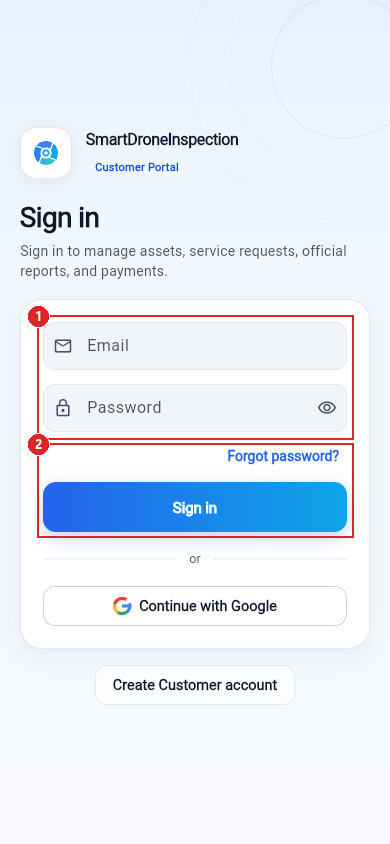 SmartDroneInspection
Customer Portal
Sign in
Sign in to manage assets, service requests, official
reports, and payments.
1
Email
Password
2
Forgot password?
Sign in
or
Continue with Google
Create Customer account